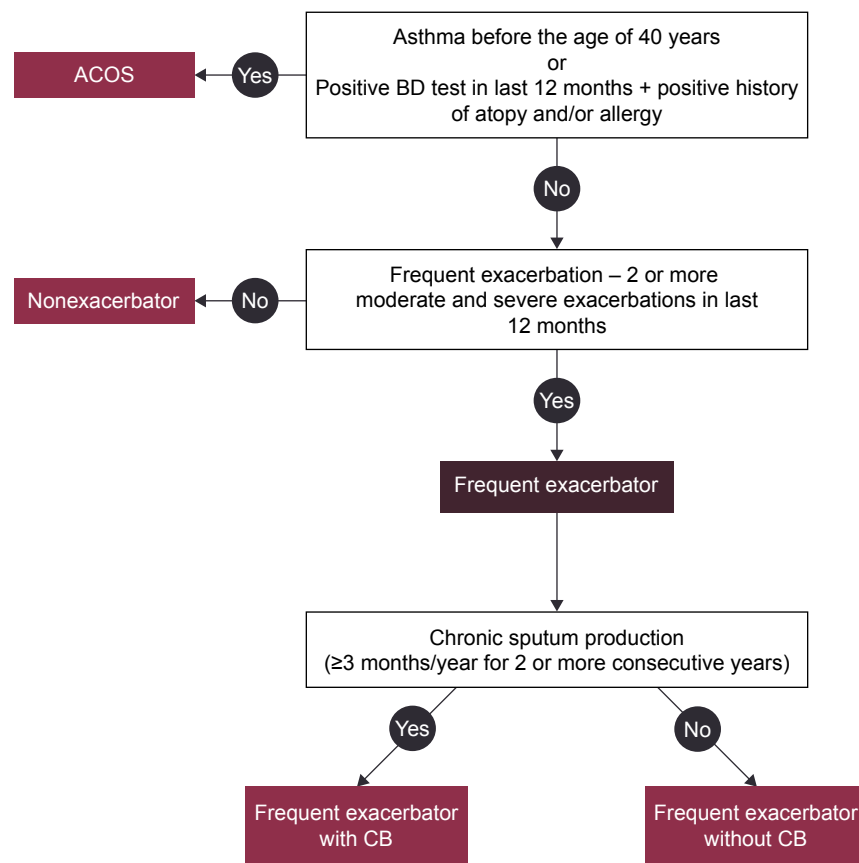 Asthma before the age of 40 years
or
Positive BD test in last 12 months + positive history
of atopy and/or allergy
Yes
ACOS
No
Frequent exacerbation – 2 or more
moderate and severe exacerbations in last
12 months
No
Nonexacerbator
Yes
Frequent exacerbator
Chronic sputum production
(≥3 months/year for 2 or more consecutive years)
Yes
No
Frequent exacerbator
with CB
Frequent exacerbator
without CB